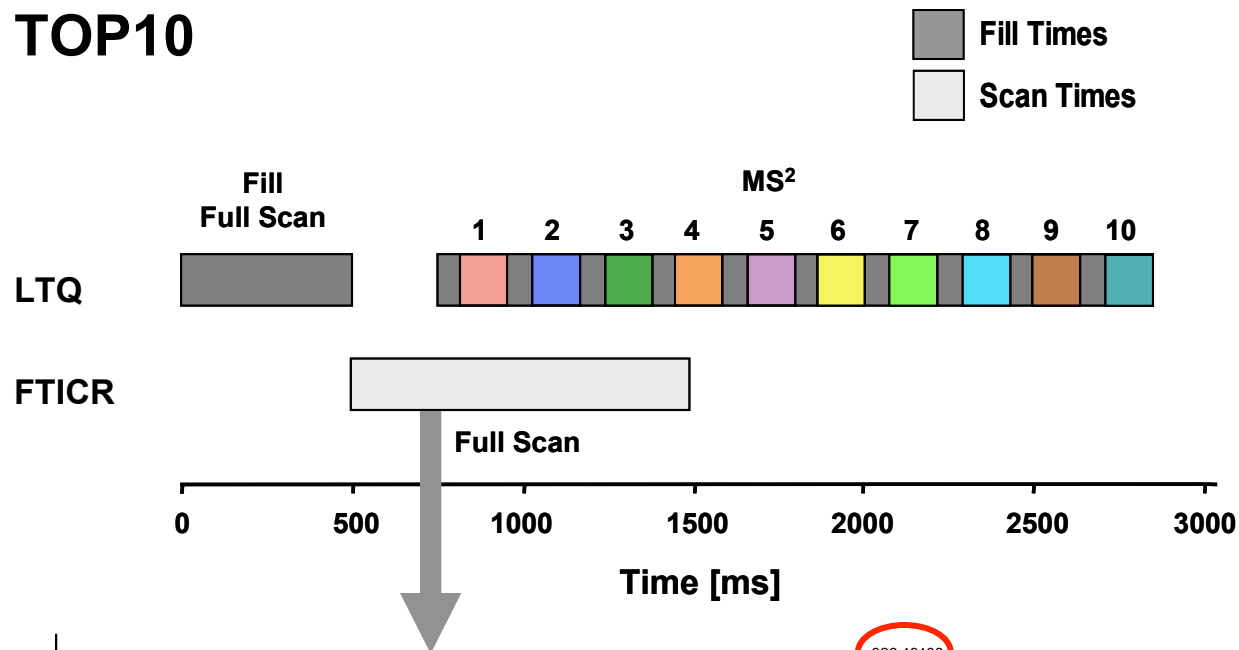 TOP10
Fill Times
Scan Times
Fill
Full Scan
MS²
1 2 3 4 5 6 7 8 9 10
LTQ
FTICR
Full Scan
0 500 1000 1500 2000 2500 3000
Time [ms]